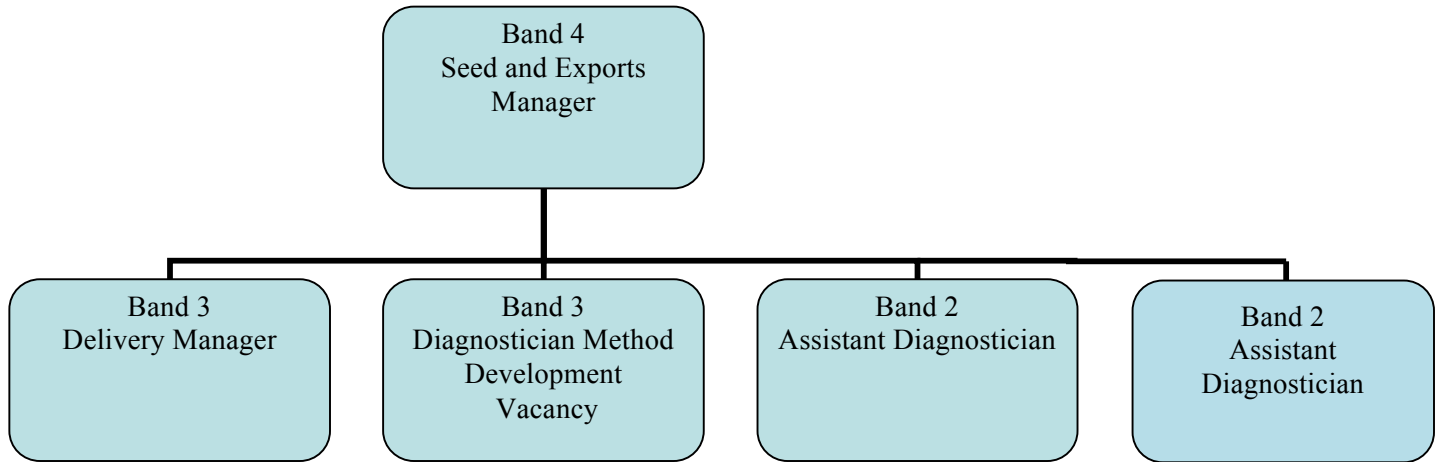 Band 4
Seed and Exports
Manager
Band 3
Delivery Manager
Band 3
Diagnostician Method
Development
Vacancy
Band 2
Assistant Diagnostician
Band 2
Assistant
Diagnostician